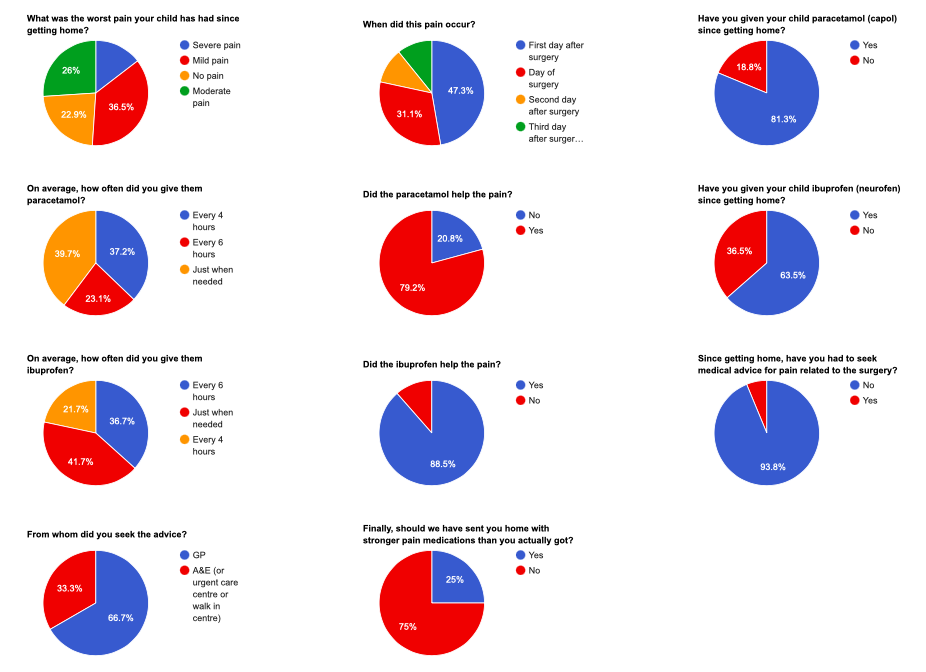 What was the worst pain your child has had since
getting home?
Severe pain
Mild pain
No pain
Moderate
pain
26%
36.5%
22.9%
When did this pain occur?
First day after
surgery
Day of
surgery
Second day
after surgery
Third day
after surger…
47.3%
31.1%
Have you given your child paracetamol (capol)
since getting home?
Yes
No
18.8%
81.3%
On average, how often did you give them
paracetamol?
Every 4
hours
Every 6
hours
Just when
needed
39.7%
37.2%
23.1%
Did the paracetamol help the pain?
No
Yes
20.8%
79.2%
Have you given your child ibuprofen (neurofen)
since getting home?
Yes
No
36.5%
63.5%
On average, how often did you give them
ibuprofen?
Every 6
hours
Just when
needed
Every 4
hours
21.7%
36.7%
41.7%
Did the ibuprofen help the pain?
Yes
No
88.5%
Since getting home, have you had to seek
medical advice for pain related to the surgery?
No
Yes
93.8%
From whom did you seek the advice?
GP
A&E (or
urgent care
centre or
walk in
centre)
33.3%
66.7%
Finally, should we have sent you home with
stronger pain medications than you actually got?
Yes
No
25%
75%